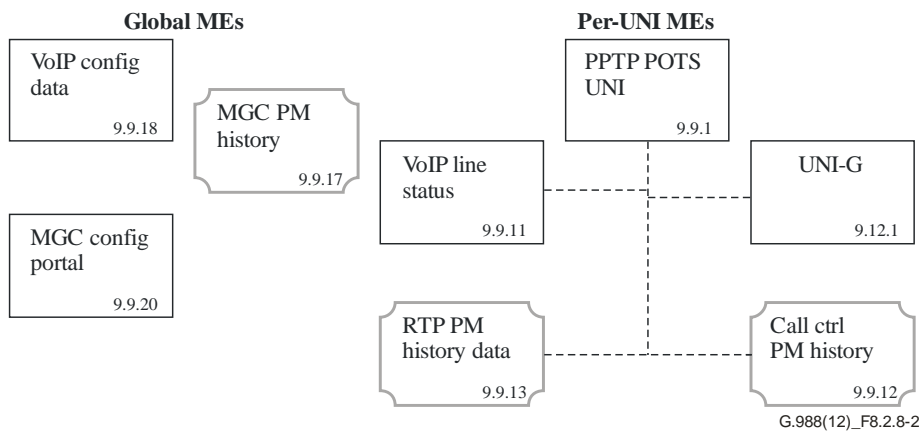 Global MEs
Per-UNI MEs
VoIP config
data
9.9.18
MGC PM
history
9.9.17
MGC config
portal
9.9.20
PPTP POTS
UNI
9.9.1
VoIP line
status
9.9.11
UNI-G
9.12.1
RTP PM
history data
9.9.13
Call ctrl
PM history
9.9.12
G.988(12)_F8.2.8-2